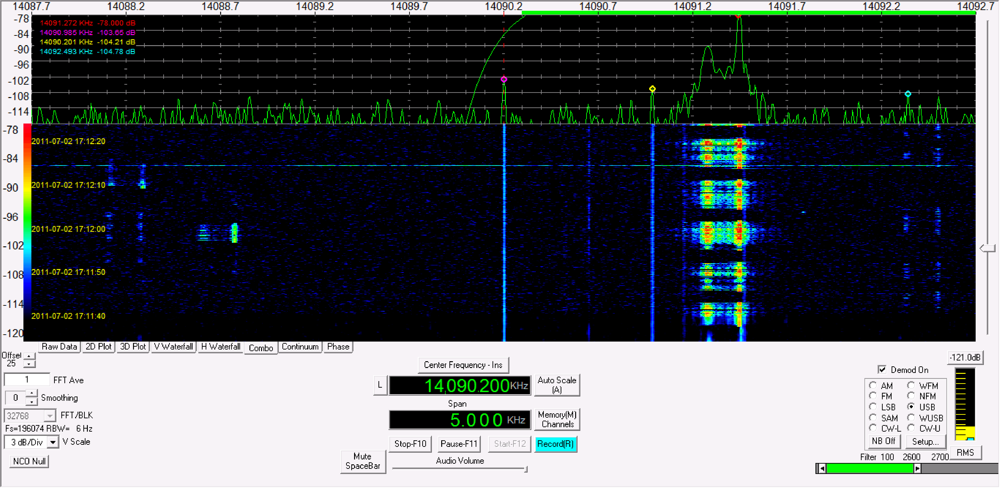 14087.7 14088.2 14088.7 14089.2 14089.7 14090.2 14090.7 14091.2 14091.7 14092.2 14092.7
-78
-84
-90
-96
-102
-108
-114
14091.272 KHz -78.000 dB
14090.985 KHz -103.65 dB
14090.201 KHz -104.21 dB
14092.493 KHz -104.78 dB
-78
-84
-90
-96
-102
-108
-114
-120
2011-07-02 17:12:20
2011-07-02 17:12:10
2011-07-02 17:12:00
2011-07-02 17:11:50
2011-07-02 17:11:40
Raw Data 2D Plot 3D Plot V Waterfall H Waterfall Combo Continuum Phase
Offset
25
1 FFT Ave
0 Smoothing
32768 FFT/BLK
Fs=196074 RBW= 6 Hz
3 dB/Div V Scale
NCO Null
Center Frequency - Ins
L 14,090.200 KHz
Auto Scale
(A)
Span
5.000 KHz
Memory(M)
Channels
Stop-F10 Pause-F11 Start-F12 Record(R)
Mute
SpaceBar
Audio Volume
-121.0dB
Demod On
AM WFM
FM NFM
LSB USB
SAM WUSB
CW-L CW-U
NB Off Setup...
RMS
Filter 100 2600 2700